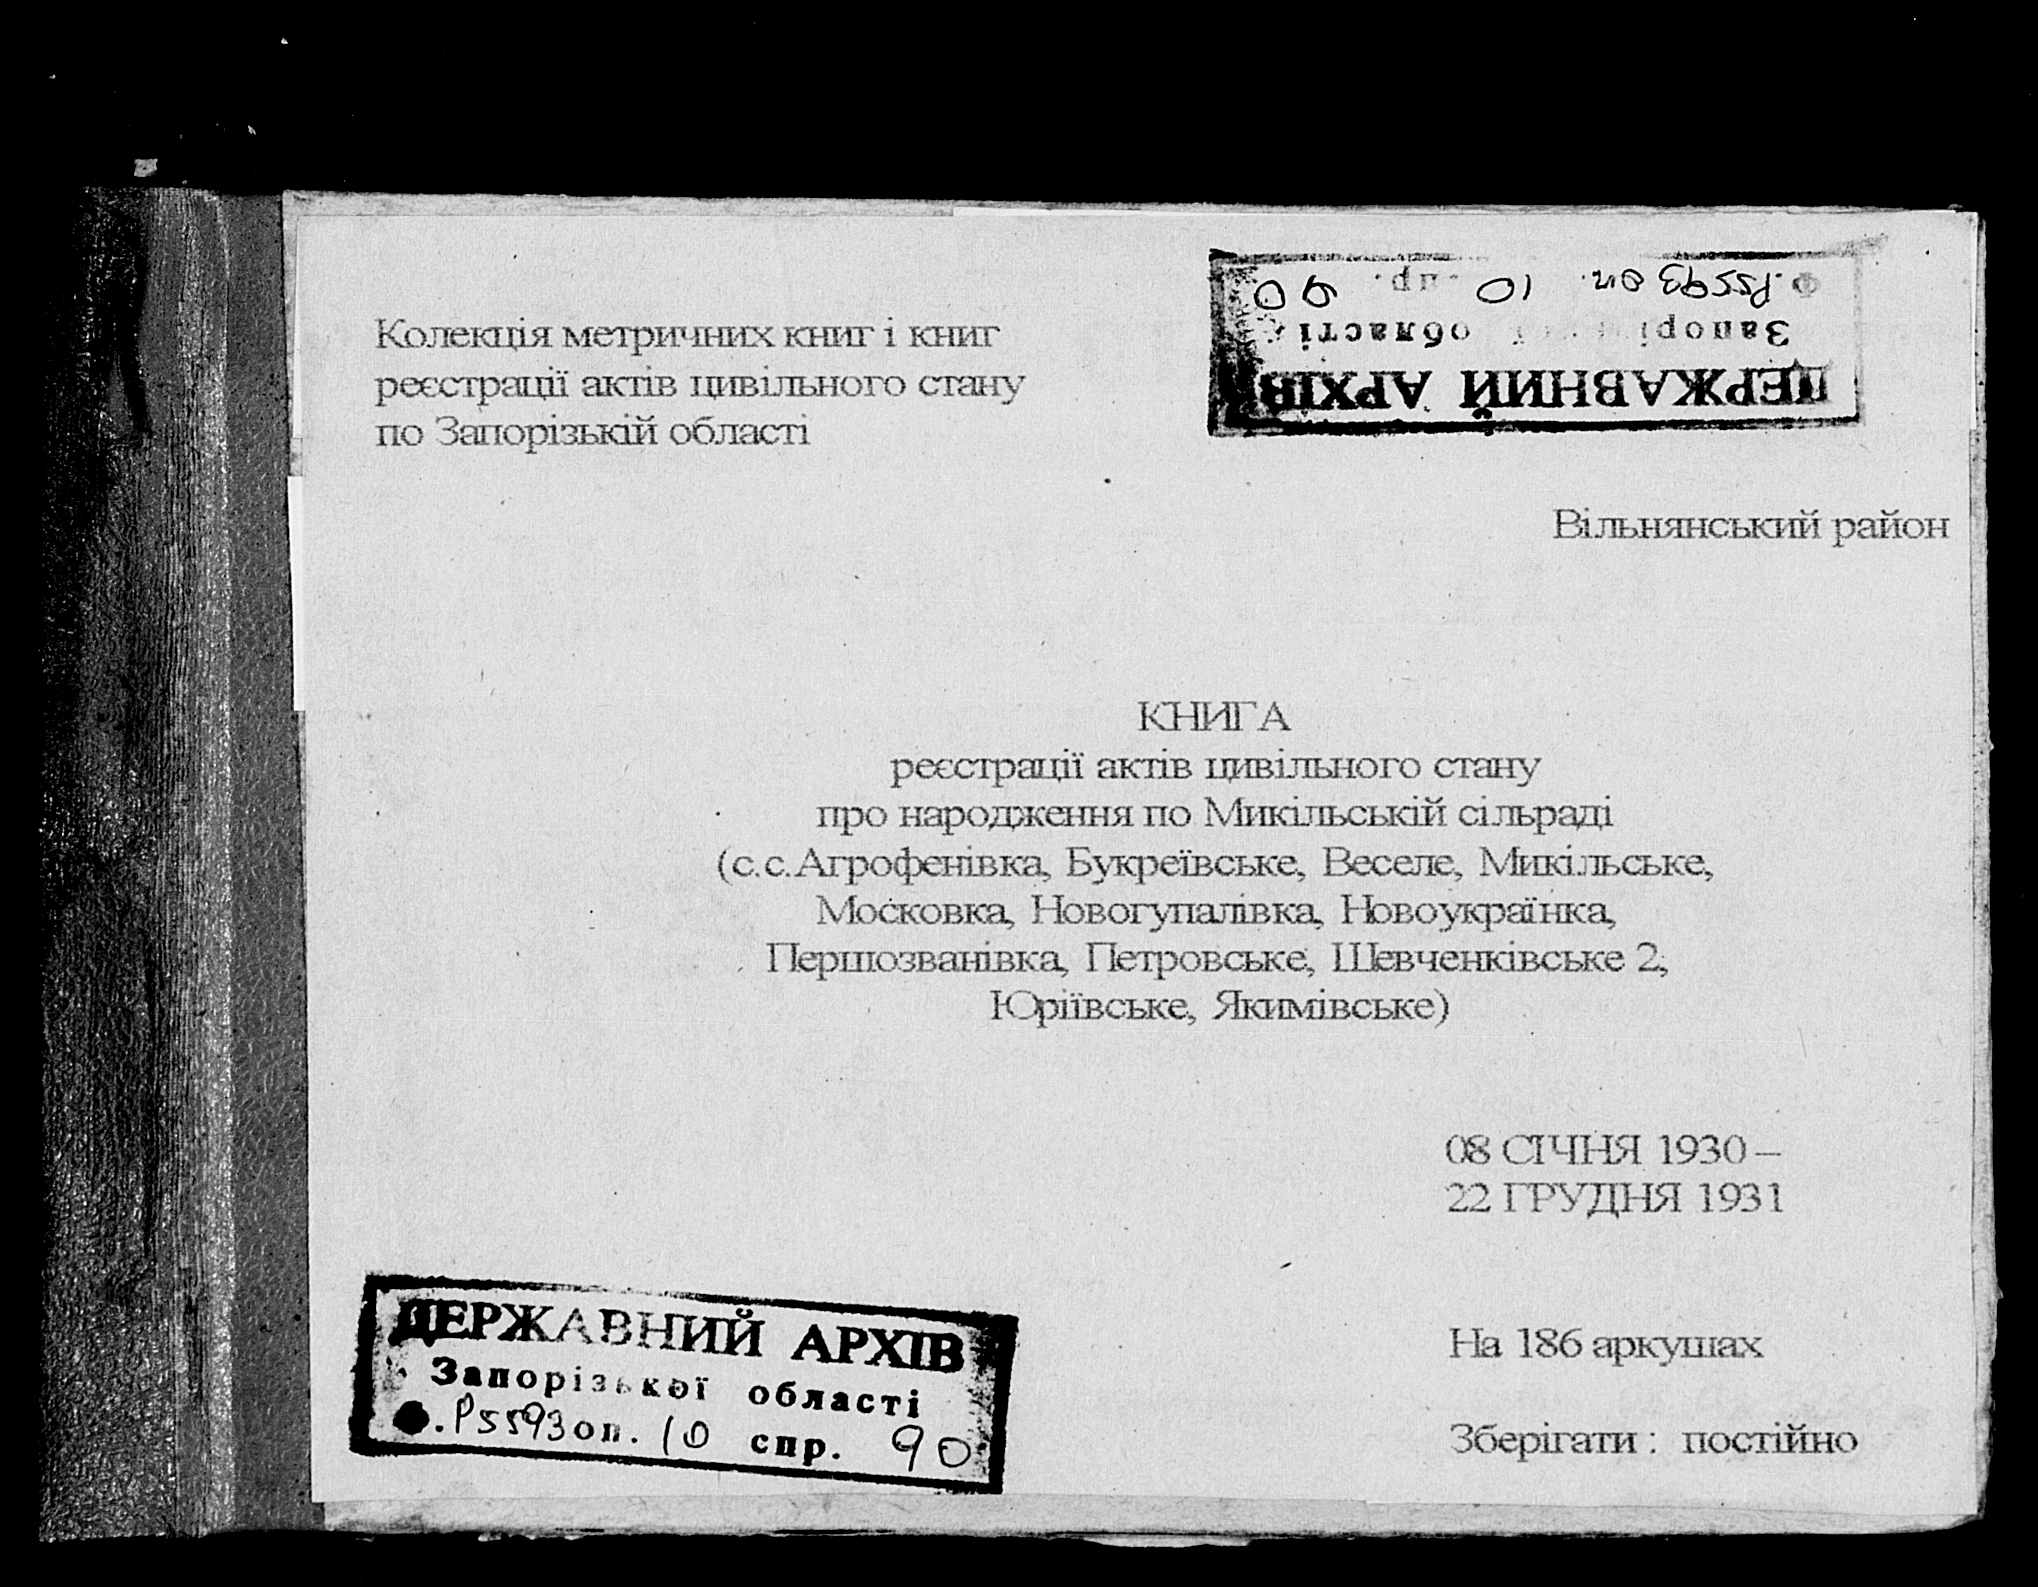 Колекція метричних книг і книг
реєстрації актів цивільного стану
по Запорізькій області
ДЕРЖАВНИЙ АРХІВ
Запорізької області
Ф.Р5593 оп. 10 спр. 90
Вільнянський район
КНИГА
реєстрації актів цивільного стану
про народження по Микільській сільраді
(с.с.Агрофенівка, Букреївське, Веселе, Микільське,
Московка, Новогупалівка, Новоукраїнка,
Першозванівка, Петровське, Шевченківське 2,
Юріївське, Якимівське)
08 СІЧНЯ 1930 –
22 ГРУДНЯ 1931
На 186 аркушах
Зберігати : постійно
ДЕРЖАВНИЙ АРХІВ
Запорізької області
Ф.Р5593 оп. 10 спр. 90